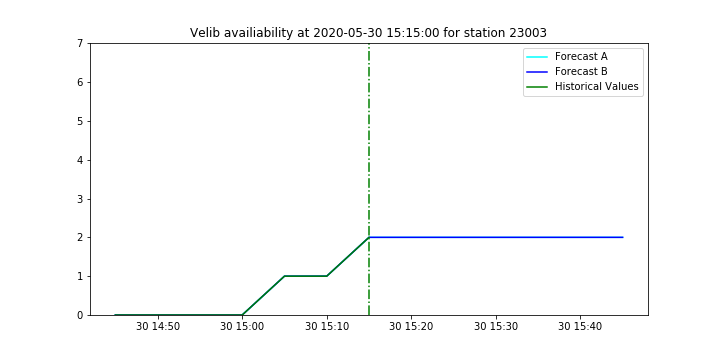 Velib availiability at 2020-05-30 15:15:00 for station 23003
7
6
5
4
3
2
1
0
Forecast A
Forecast B
Historical Values
30 14:50 30 15:00 30 15:10 30 15:20 30 15:30 30 15:40